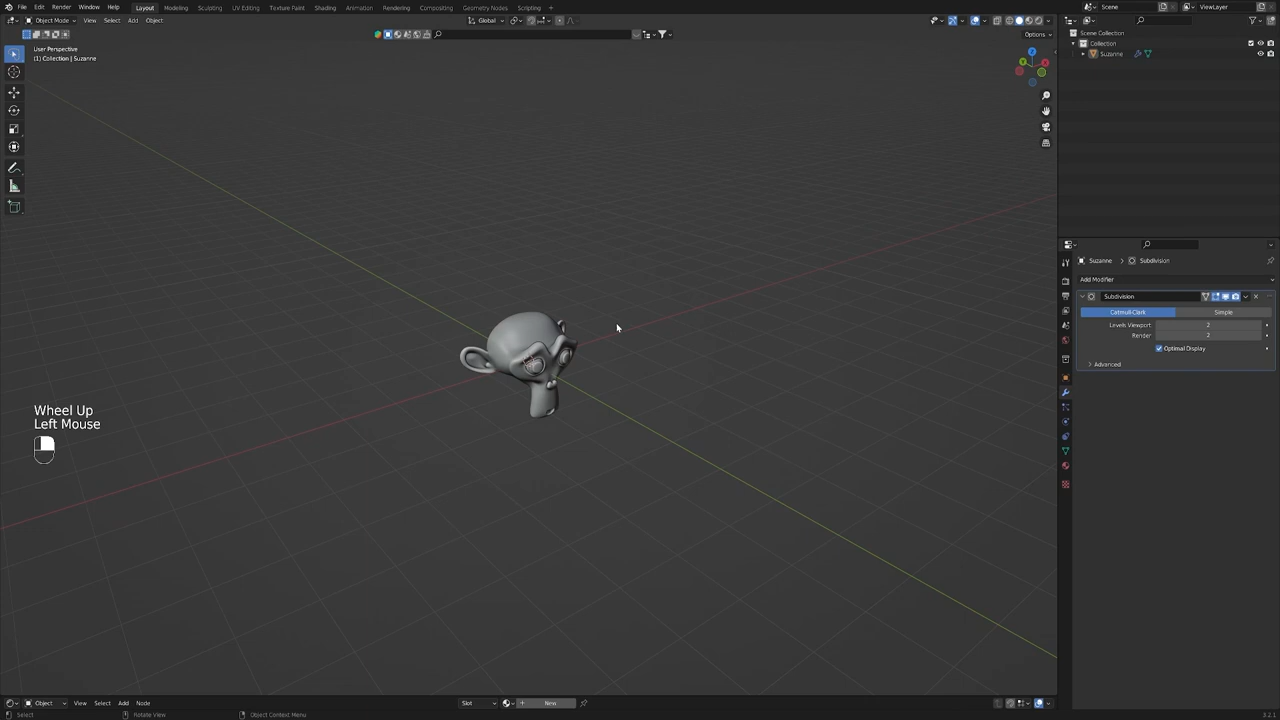 File Edit Render Window Help Layout Modeling Sculpting UV Editing Texture Paint Shading Animation Rendering Compositing Geometry Nodes Scripting Scene ViewLayer
Object Mode View Select Add Object Global
Options
User Perspective
(1) Collection | Suzanne
Scene Collection
Collection
Suzanne
X
Y
Z
Suzanne Subdivision
Add Modifier
Subdivision
Catmull-Clark Simple
Levels Viewport 2
Render 2
Optimal Display
Advanced
Wheel Up
Left Mouse
Object View Select Add Node Slot New
Select Rotate View Object Context Menu 3.2.1